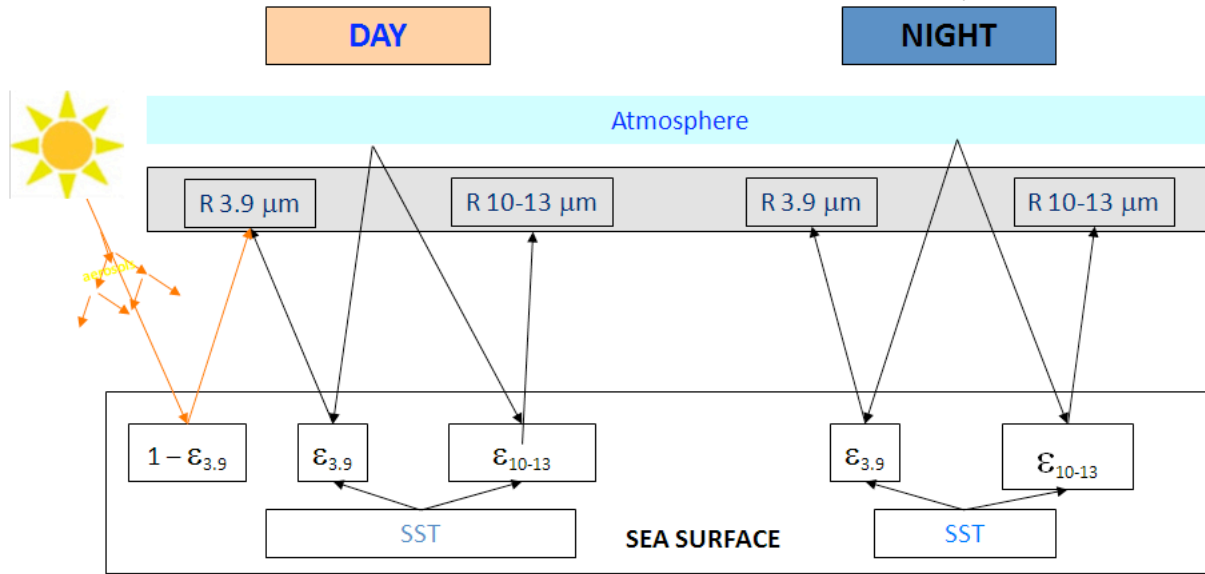 DAY
NIGHT
Atmosphere
R 3.9 μm
R 10-13 μm
R 3.9 μm
R 10-13 μm
1 – ε3.9
ε3.9
ε10-13
ε3.9
ε10-13
SST
SEA SURFACE
SST